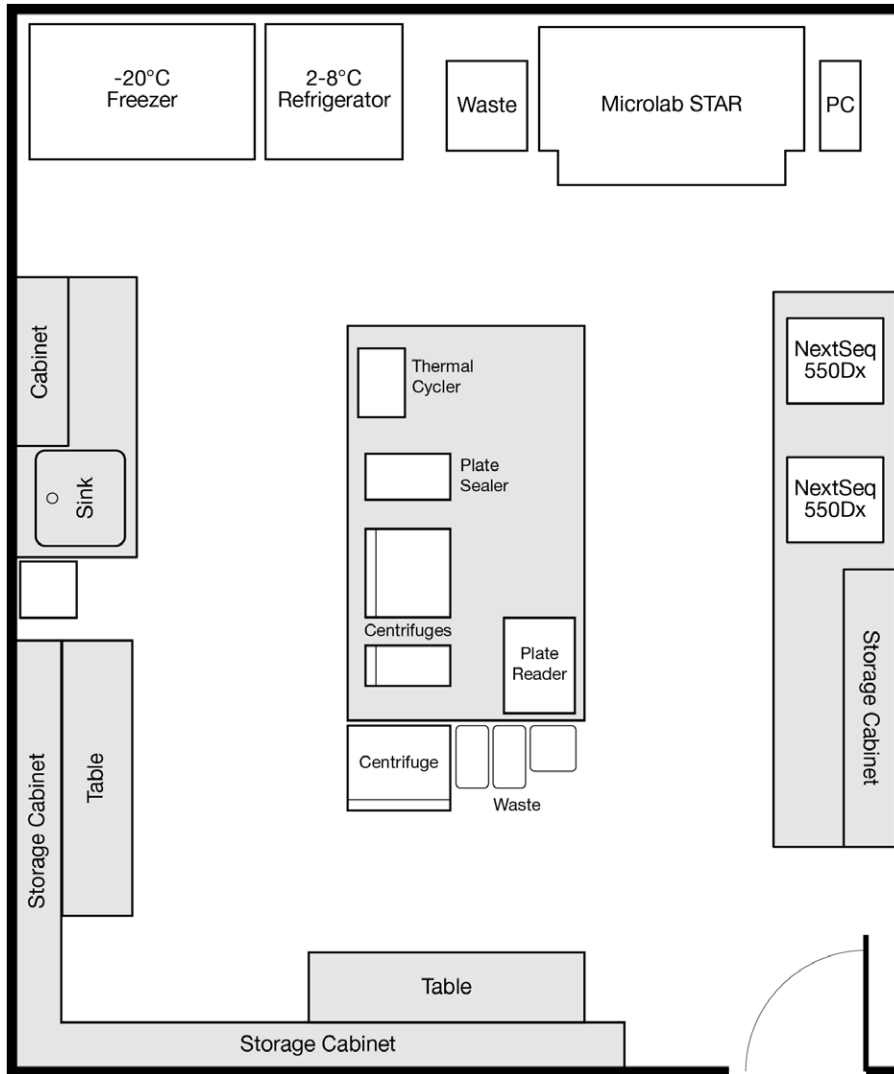 -20°C
Freezer
2-8°C
Refrigerator
Waste
Microlab STAR
PC
Cabinet
Sink
Thermal
Cycler
Plate
Sealer
Centrifuges
Plate
Reader
Centrifuge
Waste
NextSeq
550Dx
NextSeq
550Dx
Storage Cabinet
Storage Cabinet
Table
Table
Storage Cabinet